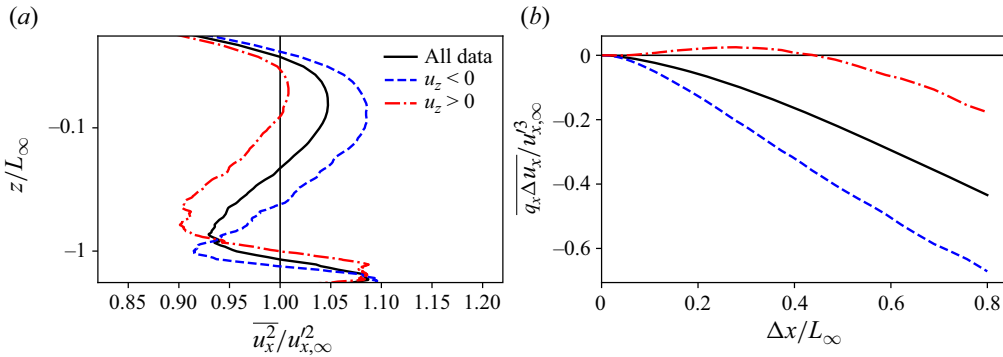 (a)
All data
u_z < 0
u_z > 0
z/L_∞
−0.1
−1
0.85 0.90 0.95 1.00 1.05 1.10 1.15 1.20
\overline{u_x^2}/u'^2_{x,∞}
(b)
0
−0.2
−0.4
−0.6
\overline{q_x Δu_x}/u'^3_{x,∞}
0 0.2 0.4 0.6 0.8
Δx/L_∞